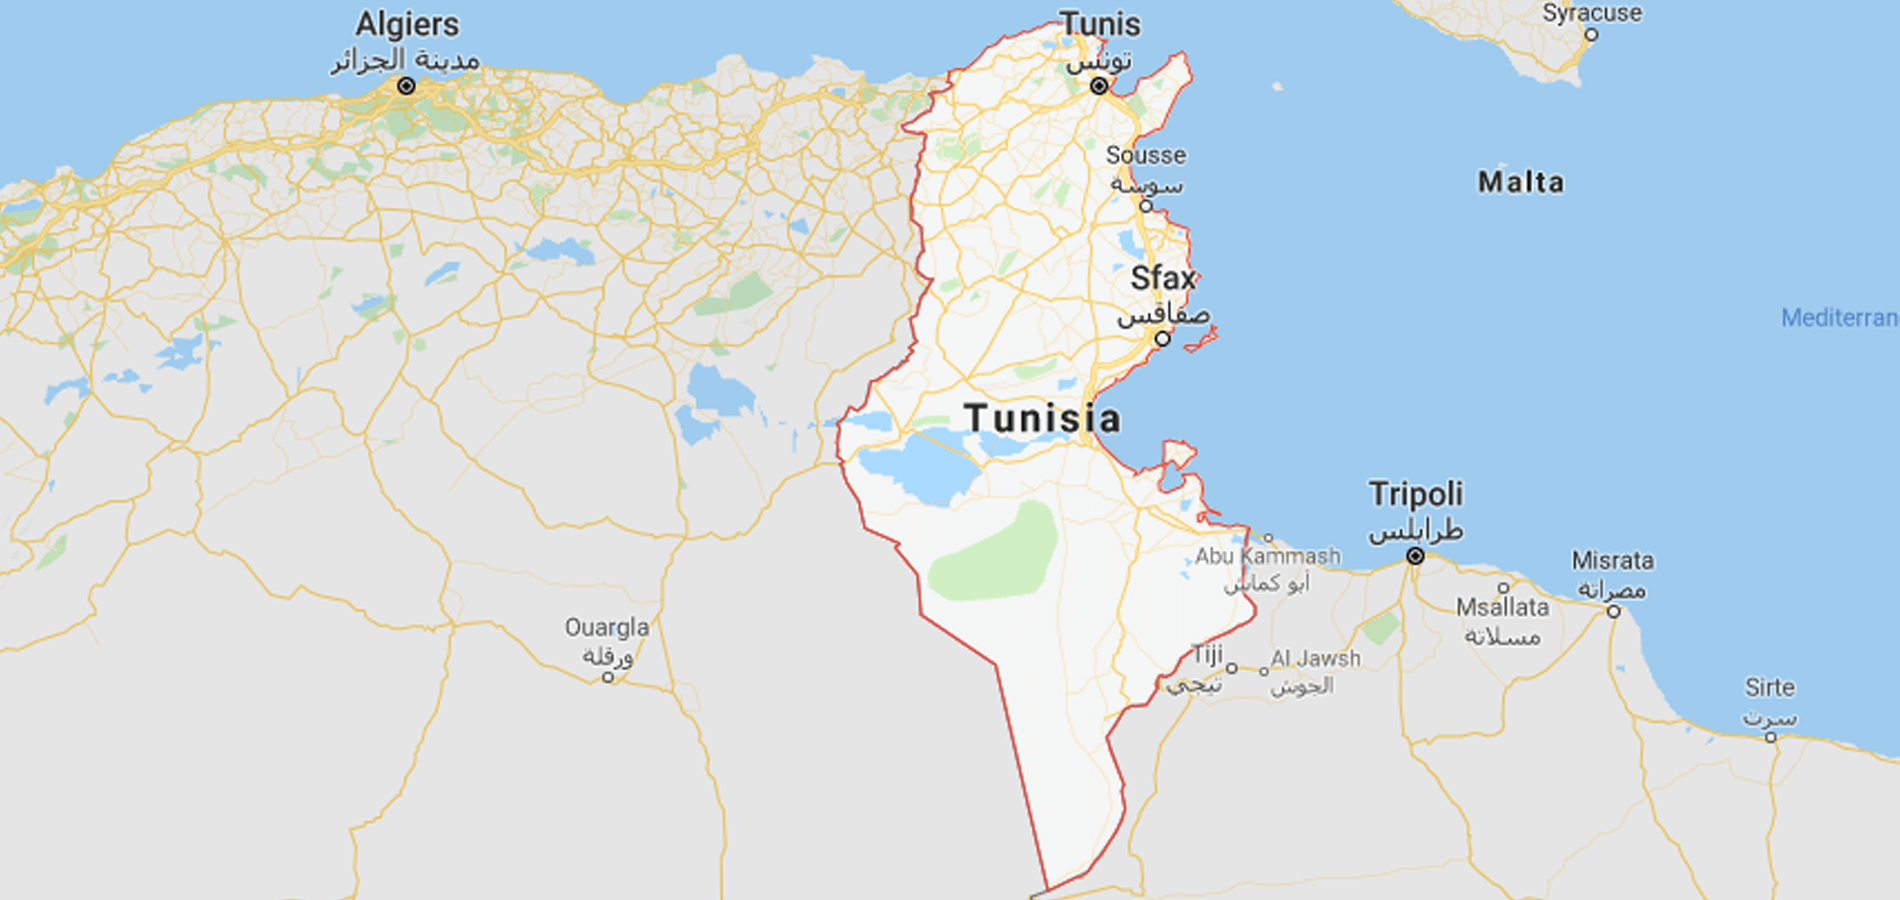 Algiers
مدينة الجزائر
Tunis
تونس
Syracuse
Sousse
سوسة
Malta
Sfax
صفاقس
Mediterran
Tunisia
Tripoli
طرابلس
Abu Kammash
أبو كماش
Misrata
مصراتة
Msallata
مسلاتة
Ouargla
ورقلة
Tiji
تيجي
Al Jawsh
الجوش
Sirte
سرت